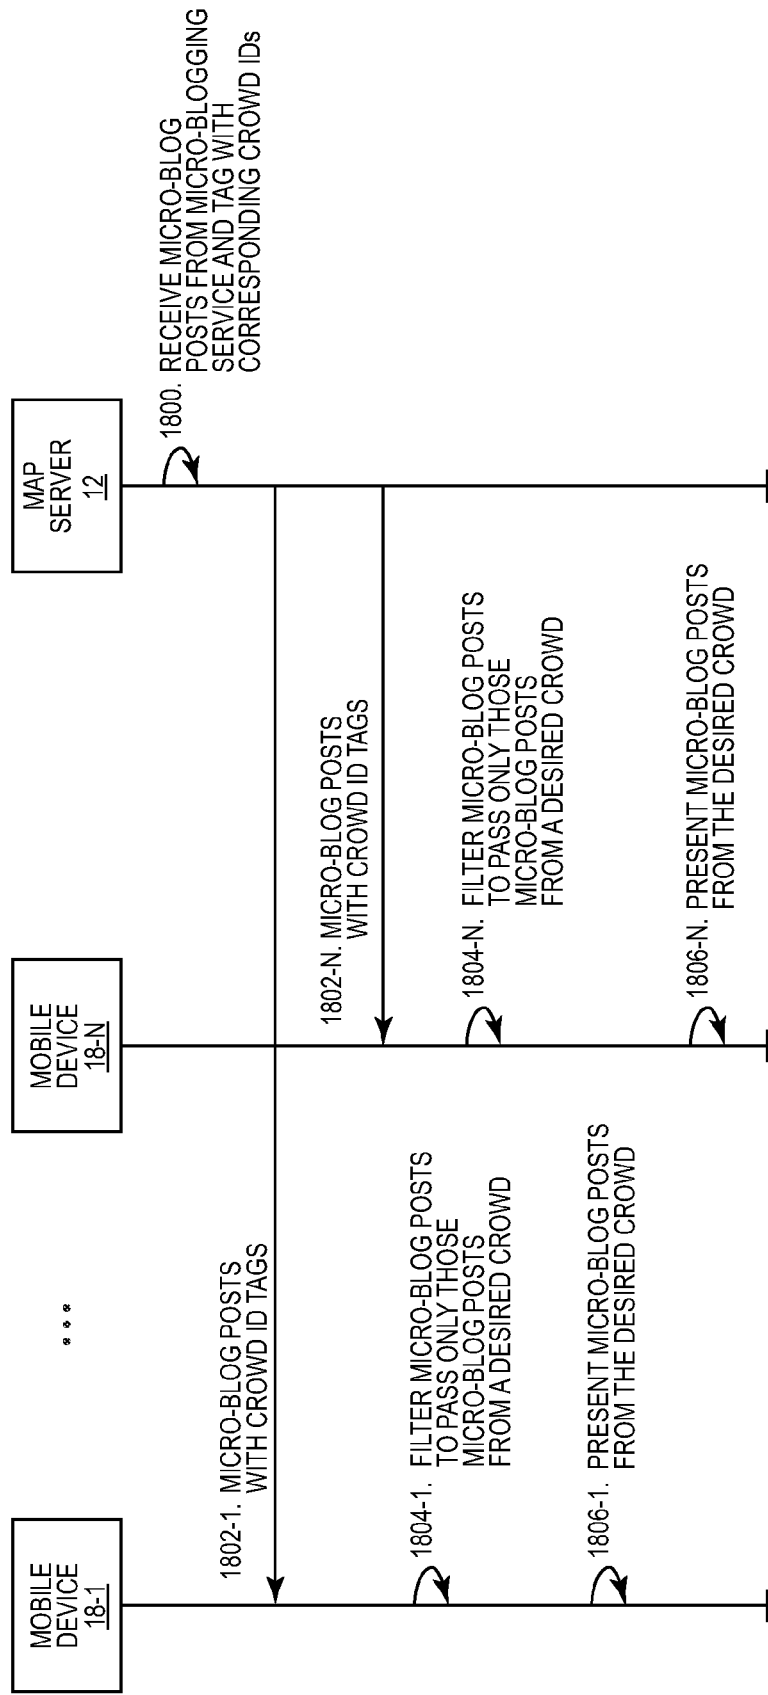 MOBILE
DEVICE
18-1
MOBILE
DEVICE
18-N
MAP
SERVER
12
1800. RECEIVE MICRO-BLOG
POSTS FROM MICRO-BLOGGING
SERVICE AND TAG WITH
CORRESPONDING CROWD IDs
1802-1. MICRO-BLOG POSTS
WITH CROWD ID TAGS
1802-N. MICRO-BLOG POSTS
WITH CROWD ID TAGS
1804-1. FILTER MICRO-BLOG POSTS
TO PASS ONLY THOSE
MICRO-BLOG POSTS
FROM A DESIRED CROWD
1804-N. FILTER MICRO-BLOG POSTS
TO PASS ONLY THOSE
MICRO-BLOG POSTS
FROM A DESIRED CROWD
1806-1. PRESENT MICRO-BLOG POSTS
FROM THE DESIRED CROWD
1806-N. PRESENT MICRO-BLOG POSTS
FROM THE DESIRED CROWD